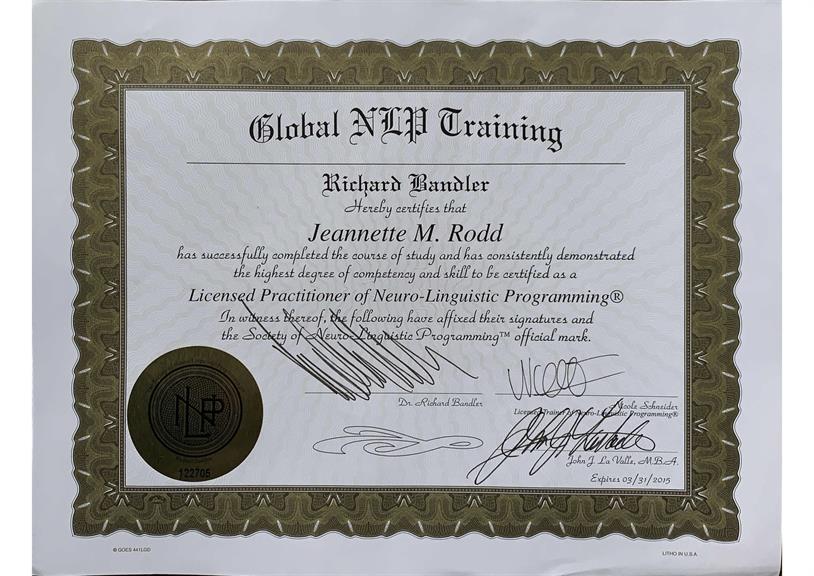 Global NLP Training
Richard Bandler
Hereby certifies that
Jeannette M. Rodd
has successfully completed the course of study and has consistently demonstrated
the highest degree of competency and skill to be certified as a
Licensed Practitioner of Neuro-Linguistic Programming®
In witness thereof, the following have affixed their signatures and
the Society of Neuro-Linguistic Programming™ official mark.
Dr. Richard Bandler
Nicole Schneider
Licensed Trainer of Neuro-Linguistic Programming®
John J. La Valle, M.B.A.
Expires 03/31/2015
NLP
122705
© GOES 441LGD
LITHO IN U.S.A.